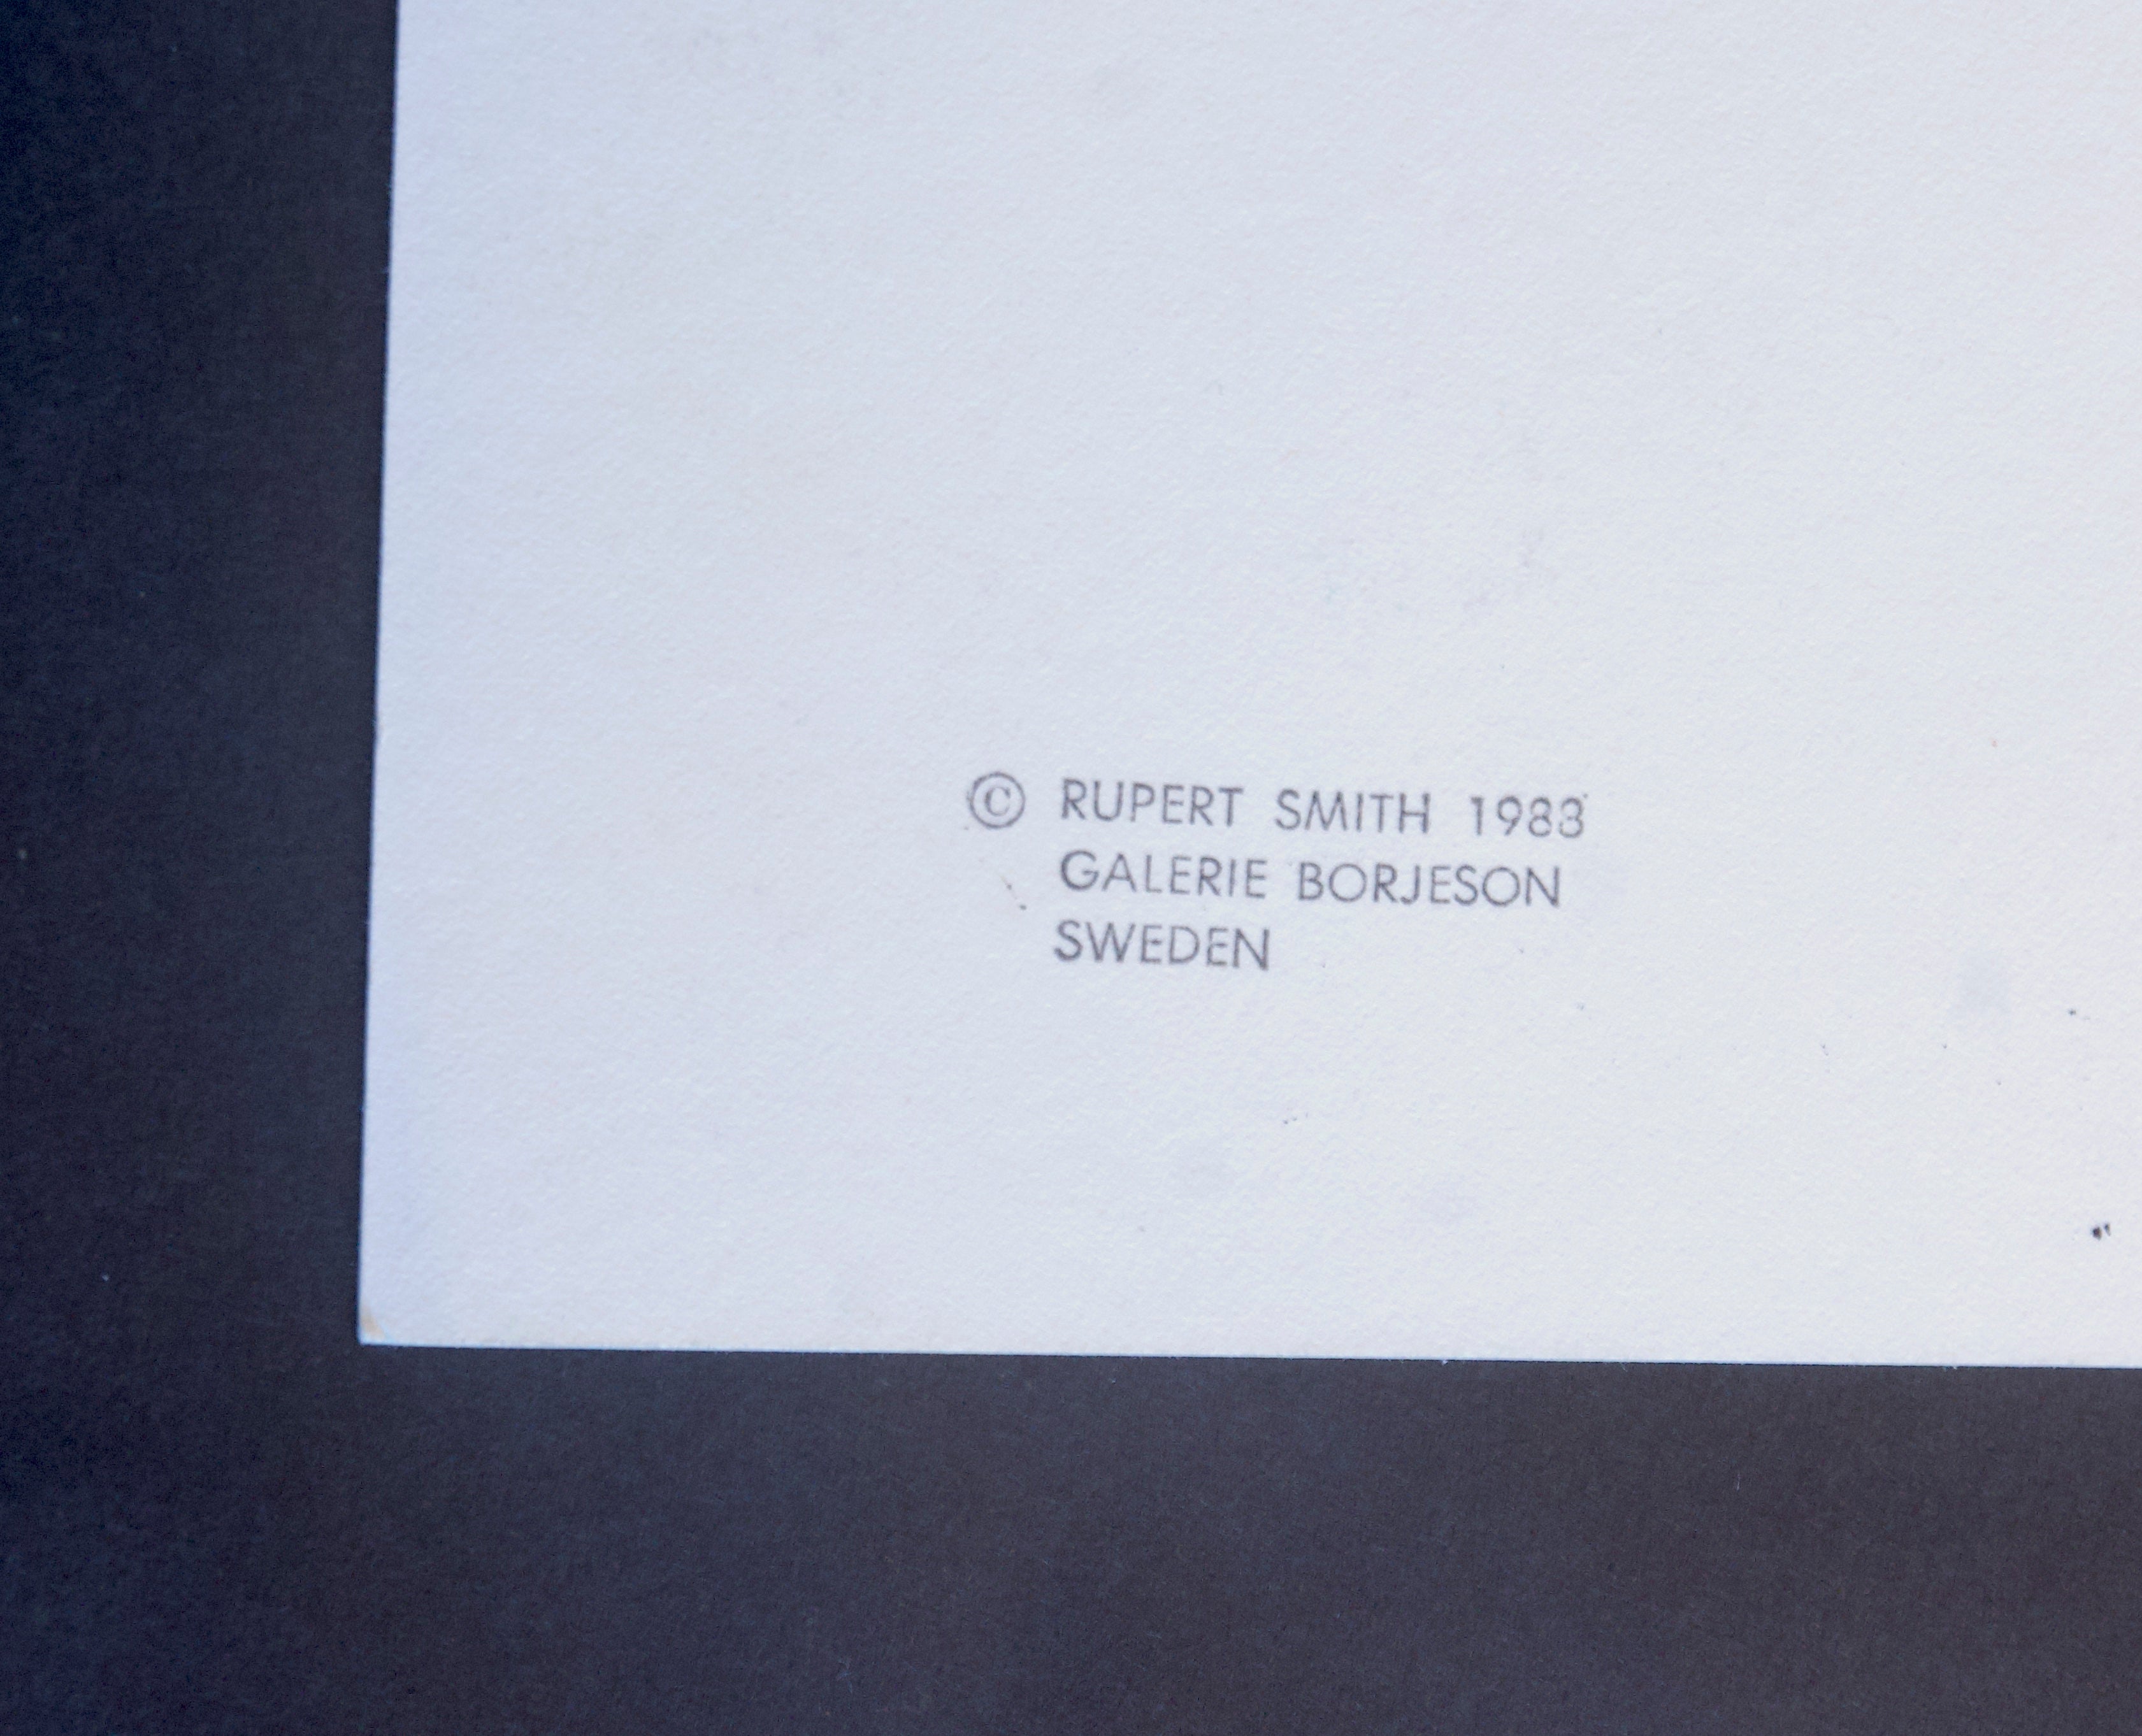 © RUPERT SMITH 1983
GALERIE BORJESON
SWEDEN